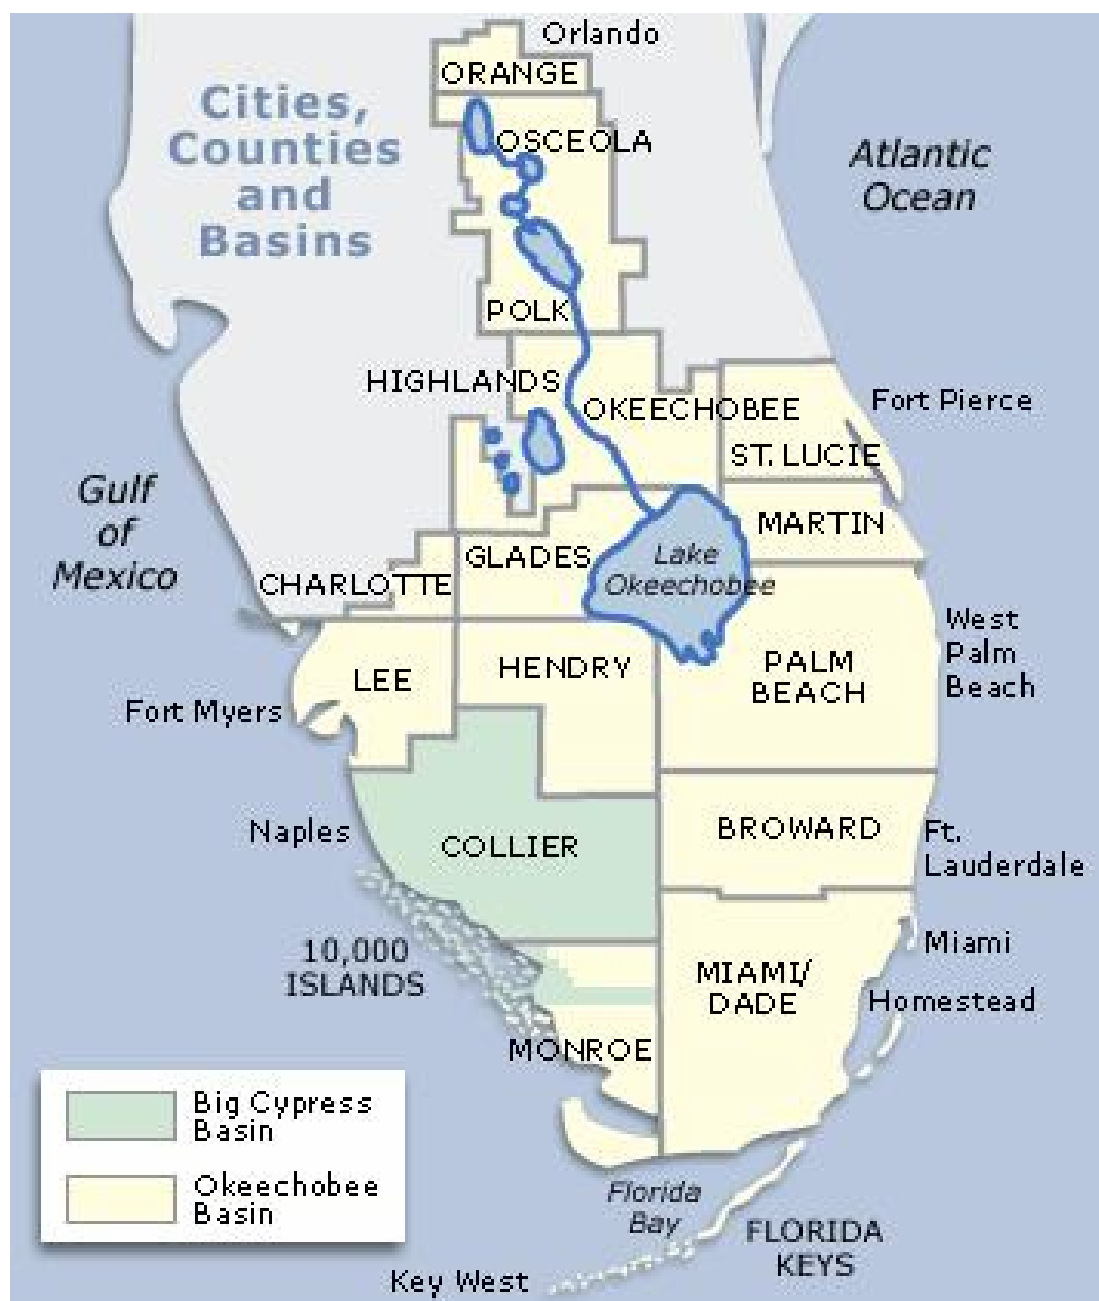 Orlando
ORANGE
Cities,
Counties
and
Basins
OSCEOLA
Atlantic
Ocean
POLK
HIGHLANDS
OKEECHOBEE
Fort Pierce
ST. LUCIE
Gulf
of
Mexico
MARTIN
GLADES
Lake
Okeechobee
CHARLOTTE
West
Palm
Beach
LEE
HENDRY
PALM
BEACH
Fort Myers
Naples
COLLIER
BROWARD
Ft.
Lauderdale
10,000
ISLANDS
Miami
MIAMI/
DADE
Homestead
MONROE
Big Cypress
Basin
Okeechobee
Basin
Florida
Bay
FLORIDA
KEYS
Key West